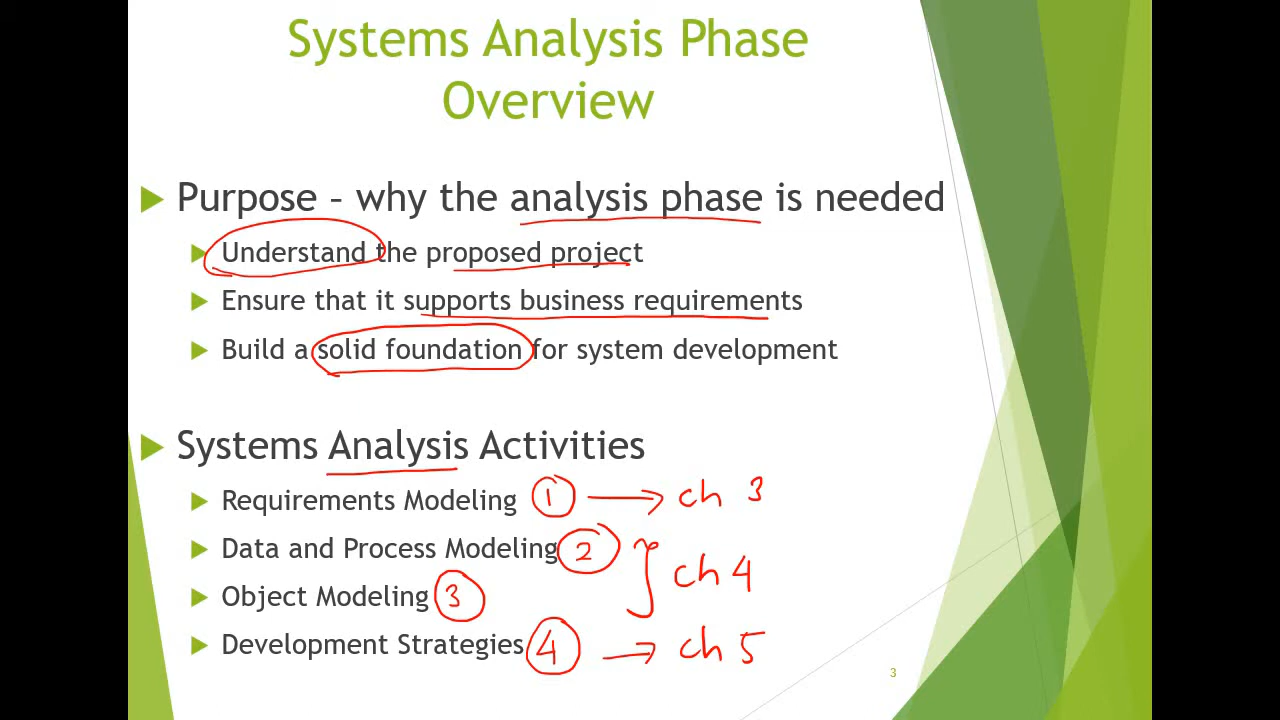 Systems Analysis Phase
Overview
Purpose – why the analysis phase is needed
Understand the proposed project
Ensure that it supports business requirements
Build a solid foundation for system development
Systems Analysis Activities
Requirements Modeling 1 → ch 3
Data and Process Modeling 2
} ch 4
Object Modeling 3
Development Strategies 4 → ch 5
3